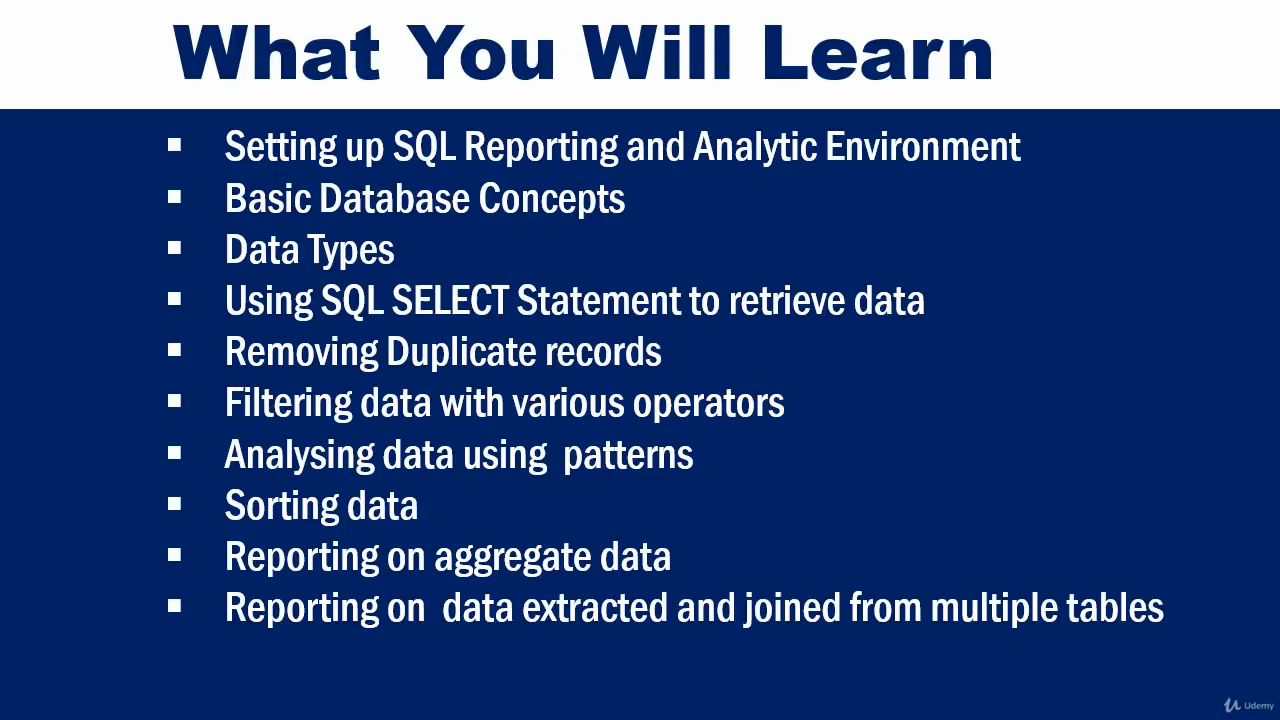 What You Will Learn
▪ Setting up SQL Reporting and Analytic Environment
▪ Basic Database Concepts
▪ Data Types
▪ Using SQL SELECT Statement to retrieve data
▪ Removing Duplicate records
▪ Filtering data with various operators
▪ Analysing data using  patterns
▪ Sorting data
▪ Reporting on aggregate data
▪ Reporting on  data extracted and joined from multiple tables
Udemy